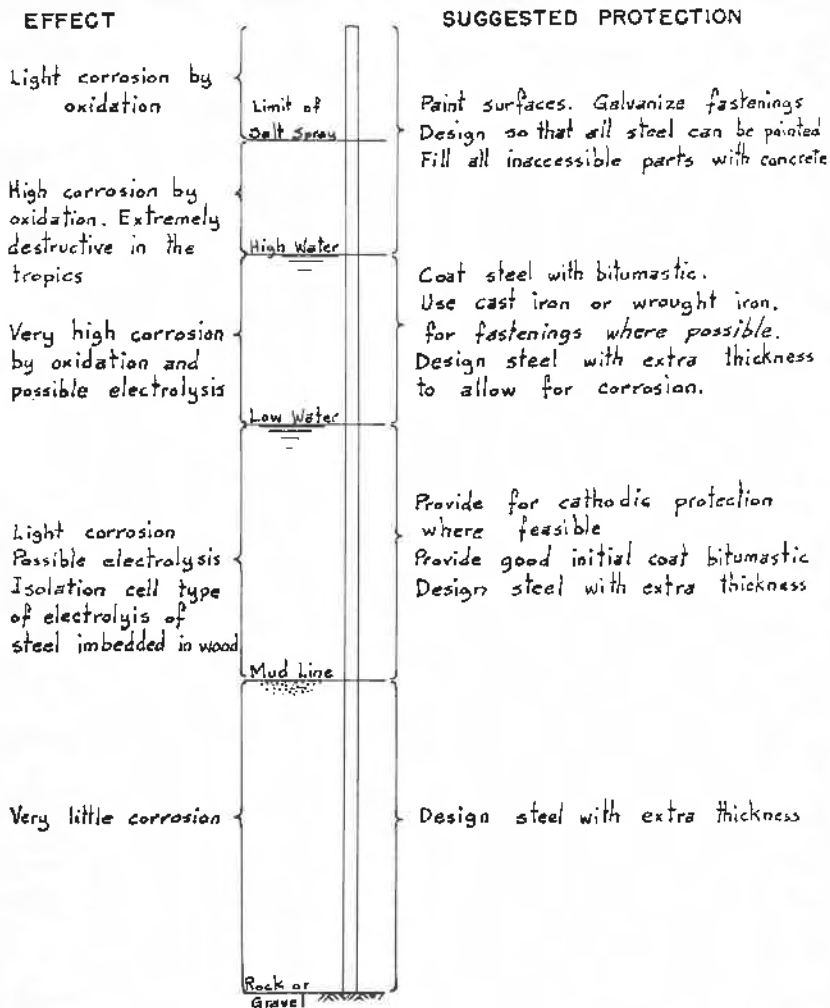 EFFECT
SUGGESTED PROTECTION
Light corrosion by
oxidation
Limit of
Salt Spray
Paint surfaces. Galvanize fastenings
Design so that all steel can be painted
Fill all inaccessible parts with concrete
High corrosion by
oxidation. Extremely
destructive in the
tropics
High Water
Coat steel with bitumastic.
Use cast iron or wrought iron,
for fastenings where possible.
Design steel with extra thickness
to allow for corrosion.
Very high corrosion
by oxidation and
possible electrolysis
Low Water
Provide for cathodic protection
where feasible
Provide good initial coat bitumastic
Design steel with extra thickness
Light corrosion
Possible electrolysis
Isolation cell type
of electrolyis of
steel imbedded in wood
Mud Line
Very little corrosion
Design steel with extra thickness
Rock or
Gravel